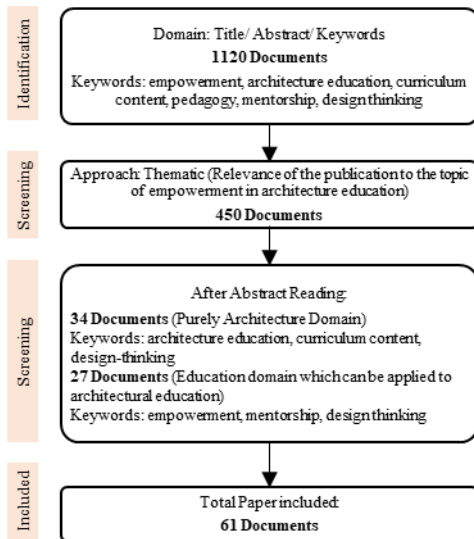 Identification
Domain: Title/ Abstract/ Keywords
1120 Documents
Keywords: empowerment, architecture education, curriculum
content, pedagogy, mentorship, design thinking
Screening
Approach: Thematic (Relevance of the publication to the topic
of empowerment in architecture education)
450 Documents
Screening
After Abstract Reading:
34 Documents (Purely Architecture Domain)
Keywords: architecture education, curriculum content,
design-thinking
27 Documents (Education domain which can be applied to
architectural education)
Keywords: empowerment, mentorship, design thinking
Included
Total Paper included:
61 Documents